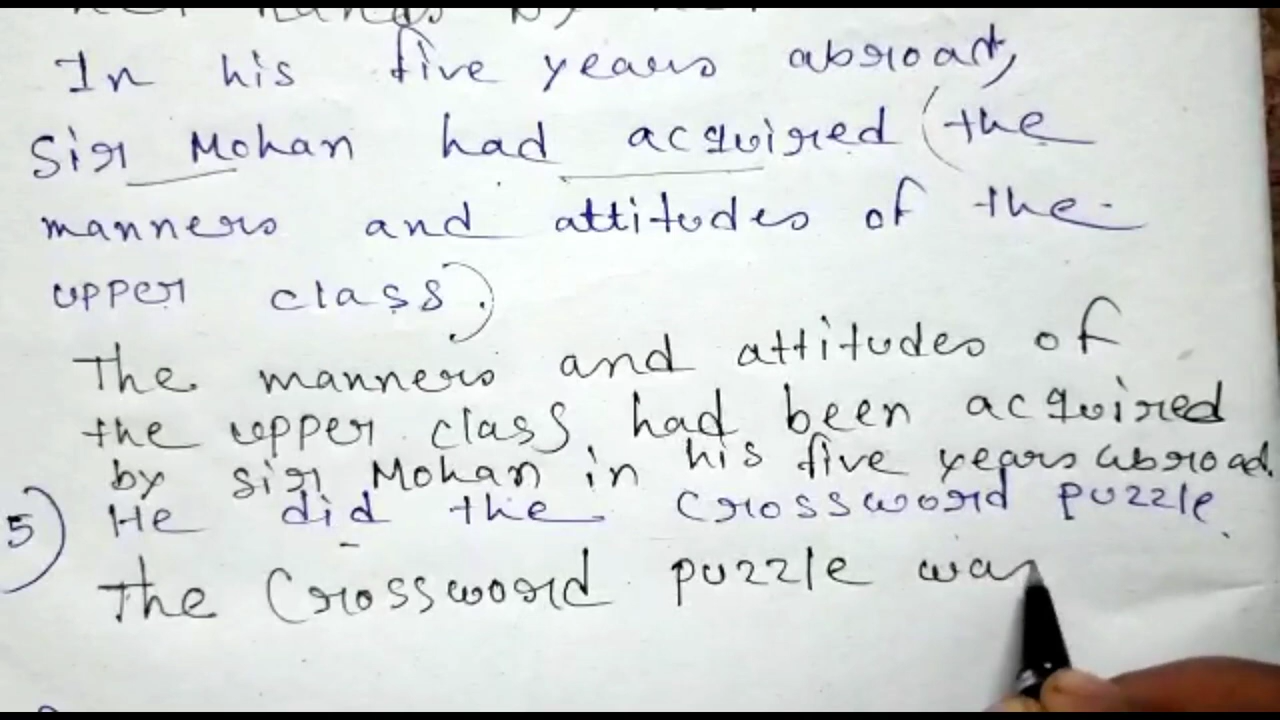 In his five years abroad,
Sir Mohan had acquired (the
manners and attitudes of the
upper class).
The manners and attitudes of
the upper class had been acquired
by sir Mohan in his five years abroad.
5) He did the crossword puzzle.
The Crossword puzzle was